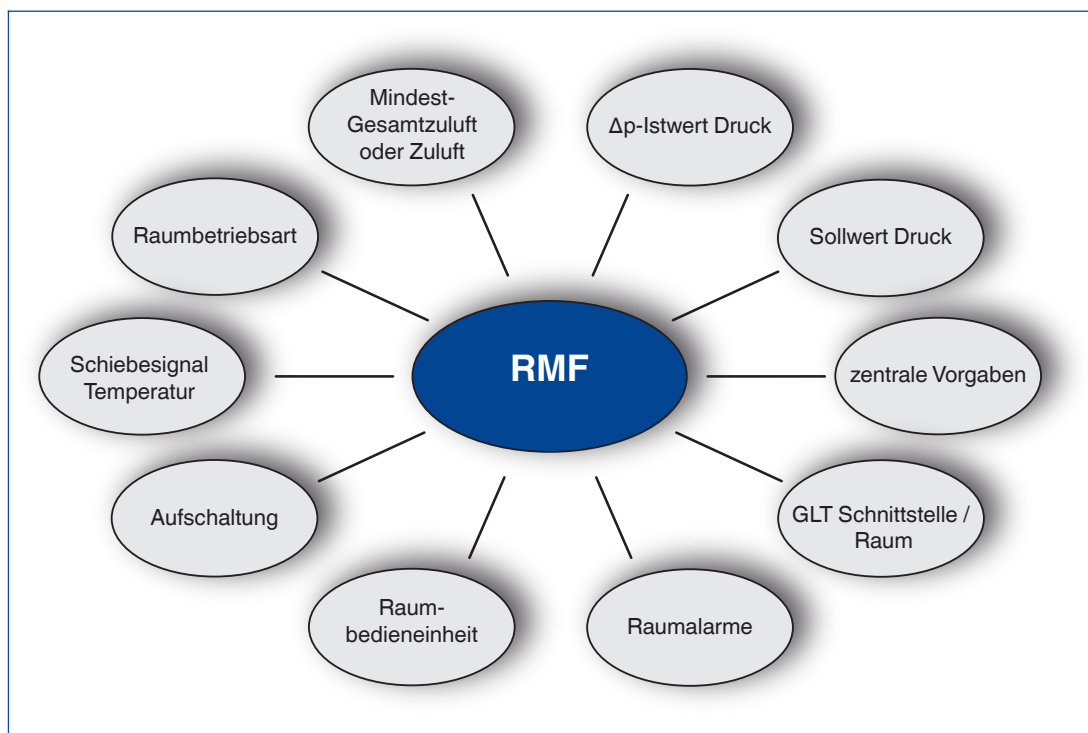 Mindest-
Gesamtzuluft
oder Zuluft
Δp-Istwert Druck
Raumbetriebsart
Sollwert Druck
Schiebesignal
Temperatur
RMF
zentrale Vorgaben
Aufschaltung
GLT Schnittstelle /
Raum
Raum-
bedieneinheit
Raumalarme